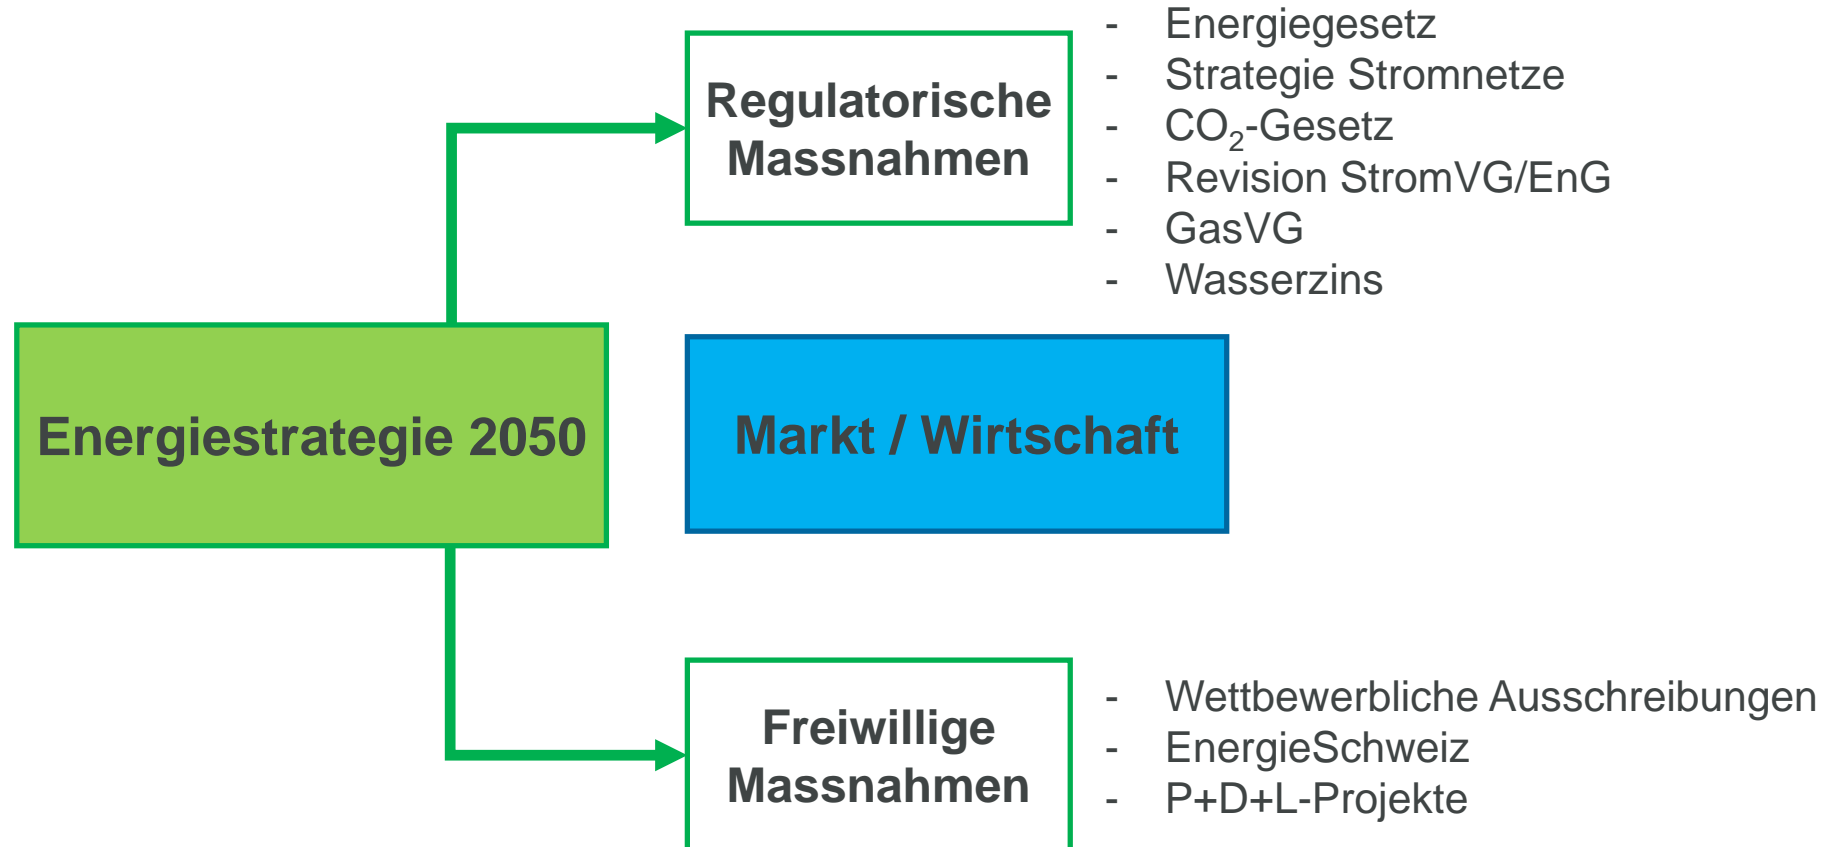 Regulatorische
Massnahmen
- Energiegesetz
- Strategie Stromnetze
- CO₂-Gesetz
- Revision StromVG/EnG
- GasVG
- Wasserzins
Energiestrategie 2050
Markt / Wirtschaft
Freiwillige
Massnahmen
- Wettbewerbliche Ausschreibungen
- EnergieSchweiz
- P+D+L-Projekte